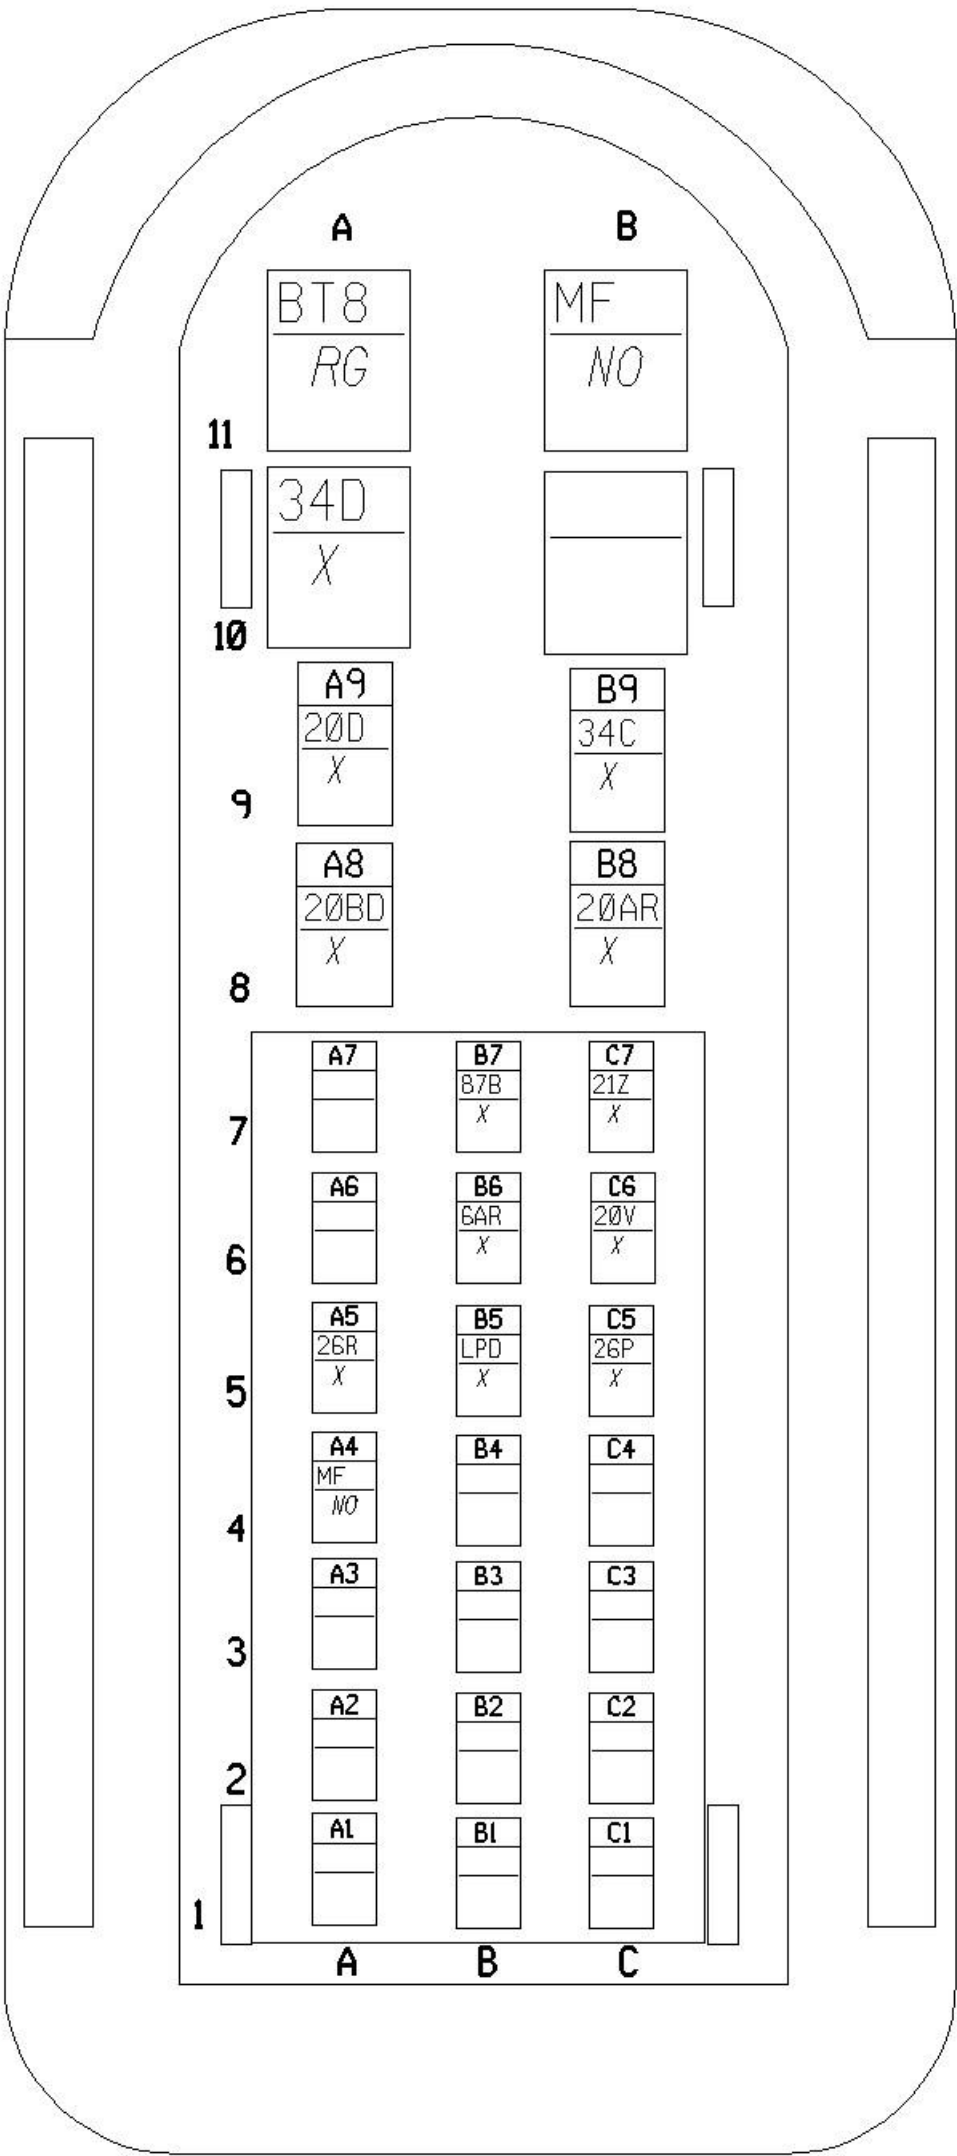 A B
BT8 MF
RG NO
11
34D
X
10
A9 B9
20D 34C
X X
9
A8 B8
20BD 20AR
X X
8
A7 B7 C7
87B 21Z
X X
7
A6 B6 C6
6AR 20V
X X
6
A5 B5 C5
26R LPD 26P
X X X
5
A4 B4 C4
MF
NO
4
A3 B3 C3
3
A2 B2 C2
2
A1 B1 C1
1
A B C